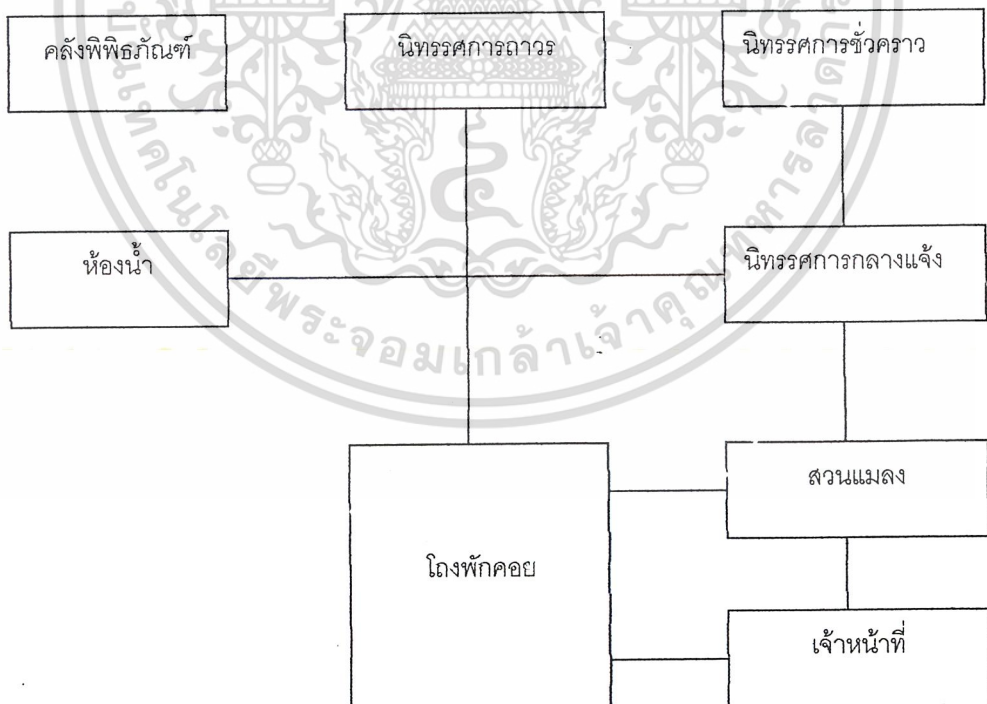 คลังพิพิธภัณฑ์
นิทรรศการถาวร
นิทรรศการชั่วคราว
ห้องน้ำ
นิทรรศการกลางแจ้ง
สวนแมลง
โถงพักคอย
เจ้าหน้าที่